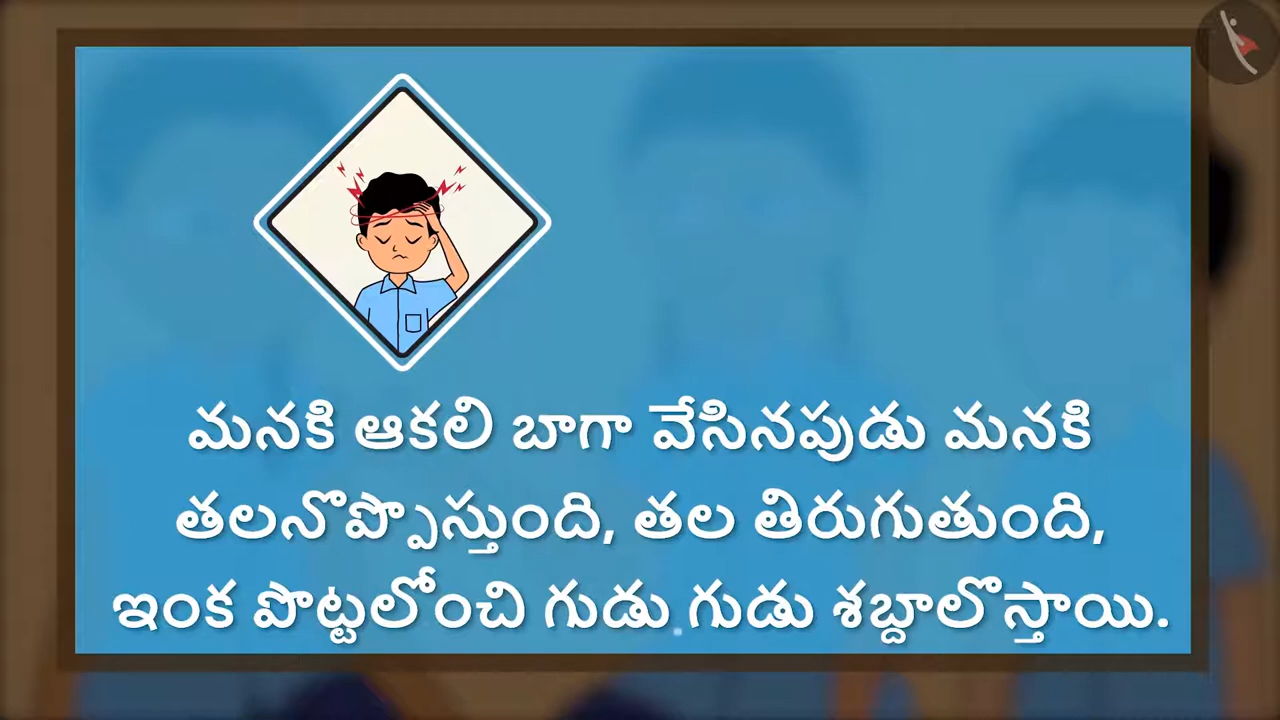 మనకి ఆకలి బాగా వేసినపుడు మనకి
తలనొప్పొస్తుంది, తల తిరుగుతుంది,
ఇంక పొట్టలోంచి గుడు గుడు శబ్దాలొస్తాయి.